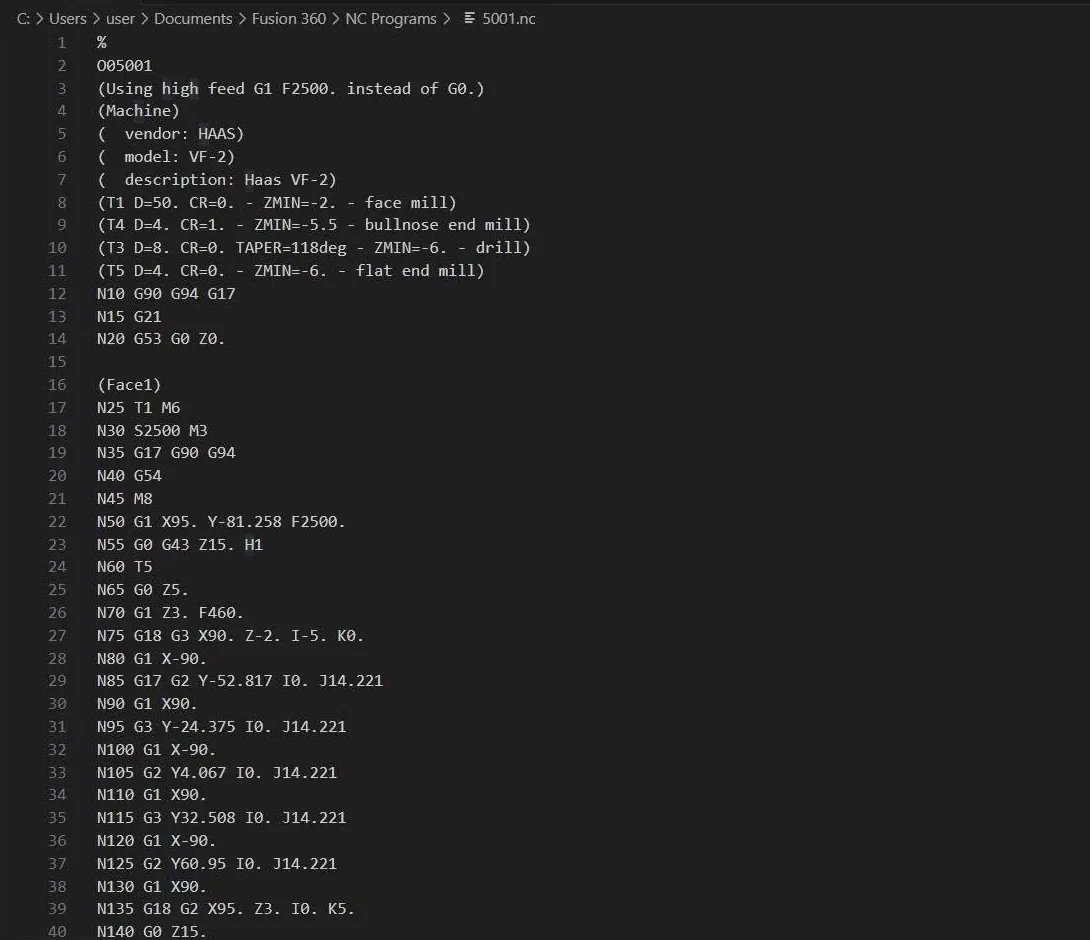 C: > Users > user > Documents > Fusion 360 > NC Programs > 5001.nc
1 %
2 O05001
3 (Using high feed G1 F2500. instead of G0.)
4 (Machine)
5 (  vendor: HAAS)
6 (  model: VF-2)
7 (  description: Haas VF-2)
8 (T1 D=50. CR=0. - ZMIN=-2. - face mill)
9 (T4 D=4. CR=1. - ZMIN=-5.5 - bullnose end mill)
10 (T3 D=8. CR=0. TAPER=118deg - ZMIN=-6. - drill)
11 (T5 D=4. CR=0. - ZMIN=-6. - flat end mill)
12 N10 G90 G94 G17
13 N15 G21
14 N20 G53 G0 Z0.
15
16 (Face1)
17 N25 T1 M6
18 N30 S2500 M3
19 N35 G17 G90 G94
20 N40 G54
21 N45 M8
22 N50 G1 X95. Y-81.258 F2500.
23 N55 G0 G43 Z15. H1
24 N60 T5
25 N65 G0 Z5.
26 N70 G1 Z3. F460.
27 N75 G18 G3 X90. Z-2. I-5. K0.
28 N80 G1 X-90.
29 N85 G17 G2 Y-52.817 I0. J14.221
30 N90 G1 X90.
31 N95 G3 Y-24.375 I0. J14.221
32 N100 G1 X-90.
33 N105 G2 Y4.067 I0. J14.221
34 N110 G1 X90.
35 N115 G3 Y32.508 I0. J14.221
36 N120 G1 X-90.
37 N125 G2 Y60.95 I0. J14.221
38 N130 G1 X90.
39 N135 G18 G2 X95. Z3. I0. K5.
40 N140 G0 Z15.